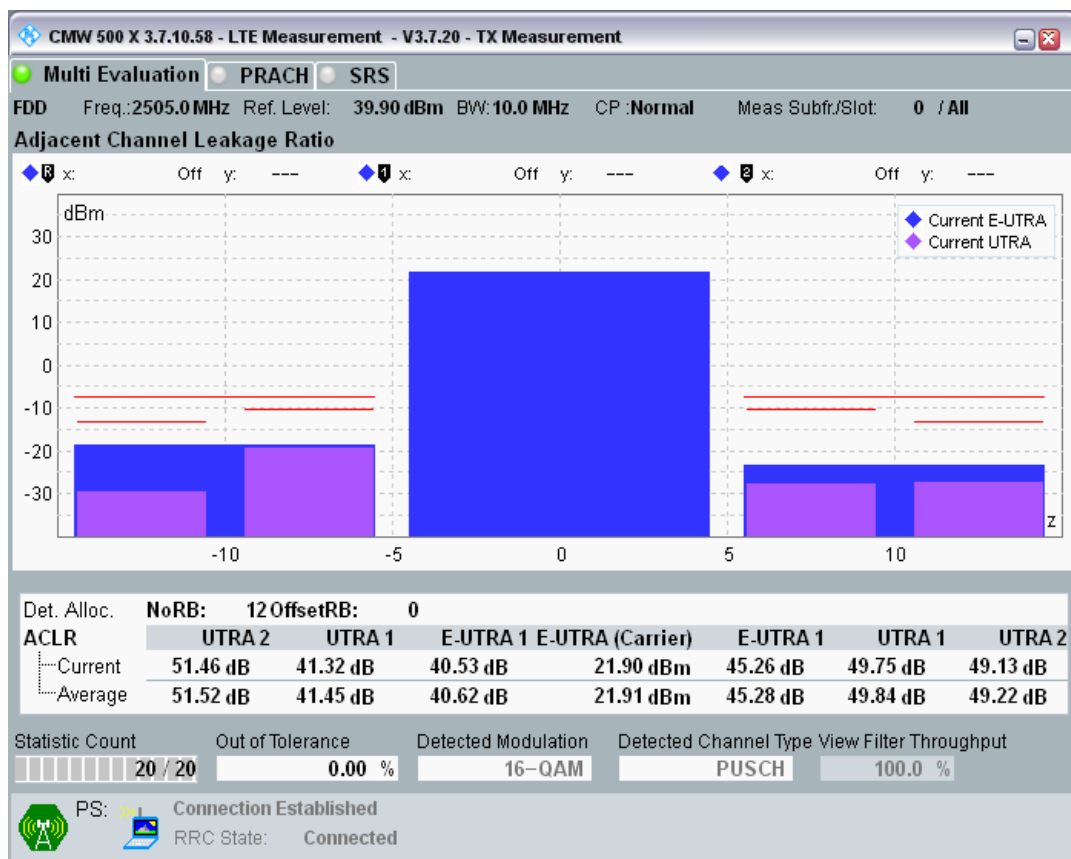 CMW 500 X 3.7.10.58 - LTE Measurement - V3.7.20 - TX Measurement
Multi Evaluation PRACH SRS
FDD Freq.:2505.0 MHz Ref. Level: 39.90 dBm BW: 10.0 MHz CP :Normal Meas Subfr./Slot: 0 / All
Adjacent Channel Leakage Ratio
R x: Off y: --- 1 x: Off y: --- 2 x: Off y: ---
dBm
Current E-UTRA
Current UTRA
30
20
10
0
-10
-20
-30
z
-10 -5 0 5 10
Det. Alloc. NoRB: 12 OffsetRB: 0
ACLR UTRA 2 UTRA 1 E-UTRA 1 E-UTRA (Carrier) E-UTRA 1 UTRA 1 UTRA 2
Current 51.46 dB 41.32 dB 40.53 dB 21.90 dBm 45.26 dB 49.75 dB 49.13 dB
Average 51.52 dB 41.45 dB 40.62 dB 21.91 dBm 45.28 dB 49.84 dB 49.22 dB
Statistic Count Out of Tolerance Detected Modulation Detected Channel Type View Filter Throughput
20 / 20 0.00 % 16-QAM PUSCH 100.0 %
PS: Connection Established
RRC State: Connected